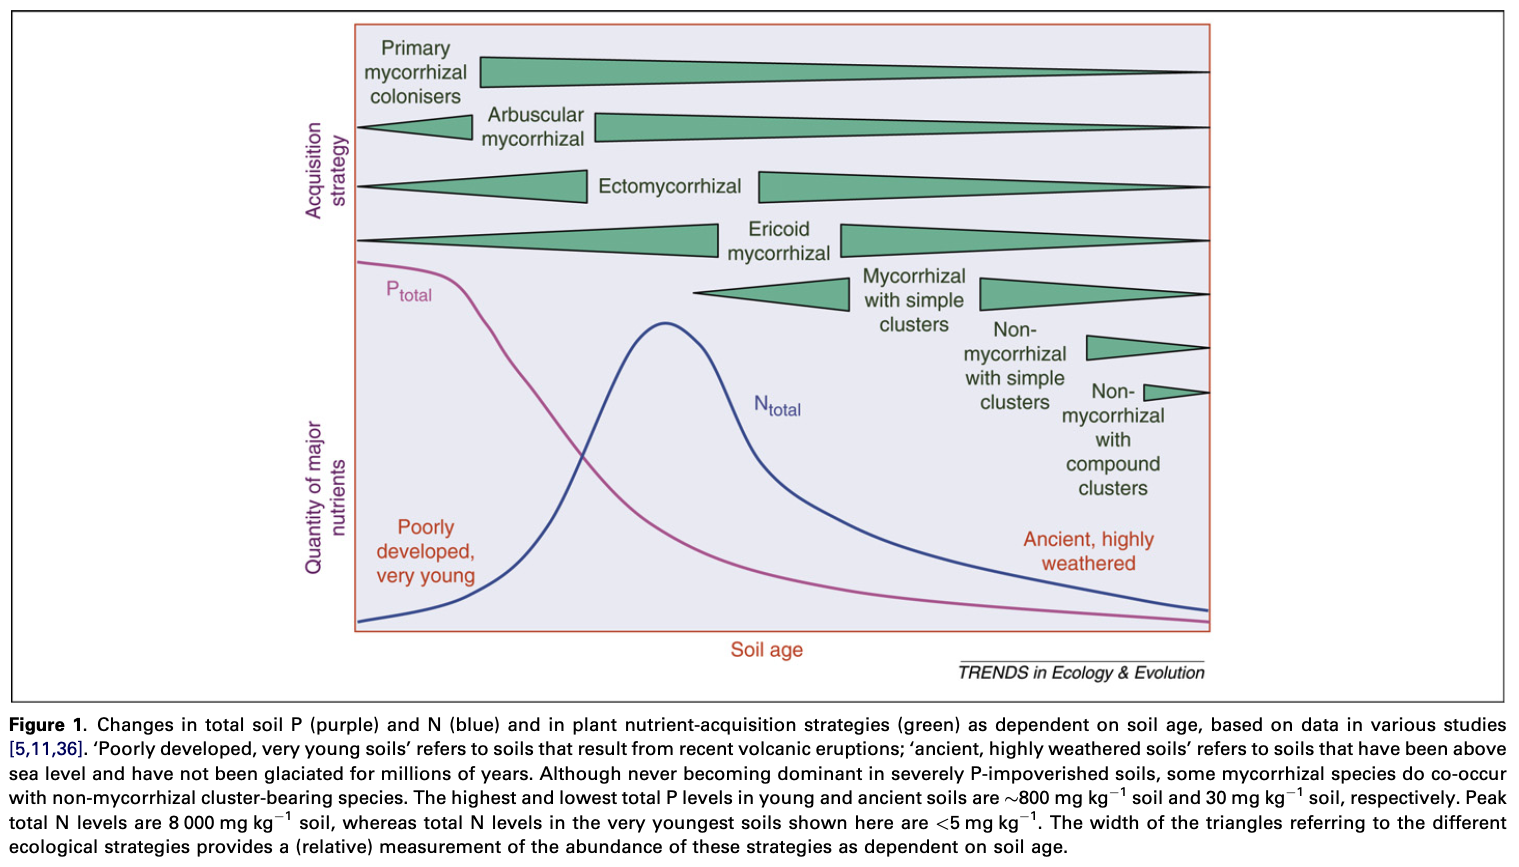 Primary
mycorrhizal
colonisers
Arbuscular
mycorrhizal
Ectomycorrhizal
Ericoid
mycorrhizal
Mycorrhizal
with simple
clusters
Non-
mycorrhizal
with simple
clusters
Non-
mycorrhizal
with
compound
clusters
Acquisition
strategy
Ptotal
Ntotal
Quantity of major
nutrients
Poorly
developed,
very young
Ancient, highly
weathered
Soil age
TRENDS in Ecology & Evolution
Figure 1. Changes in total soil P (purple) and N (blue) and in plant nutrient-acquisition strategies (green) as dependent on soil age, based on data in various studies
[5,11,36]. ‘Poorly developed, very young soils’ refers to soils that result from recent volcanic eruptions; ‘ancient, highly weathered soils’ refers to soils that have been above
sea level and have not been glaciated for millions of years. Although never becoming dominant in severely P-impoverished soils, some mycorrhizal species do co-occur
with non-mycorrhizal cluster-bearing species. The highest and lowest total P levels in young and ancient soils are ~800 mg kg⁻¹ soil and 30 mg kg⁻¹ soil, respectively. Peak
total N levels are 8 000 mg kg⁻¹ soil, whereas total N levels in the very youngest soils shown here are <5 mg kg⁻¹. The width of the triangles referring to the different
ecological strategies provides a (relative) measurement of the abundance of these strategies as dependent on soil age.